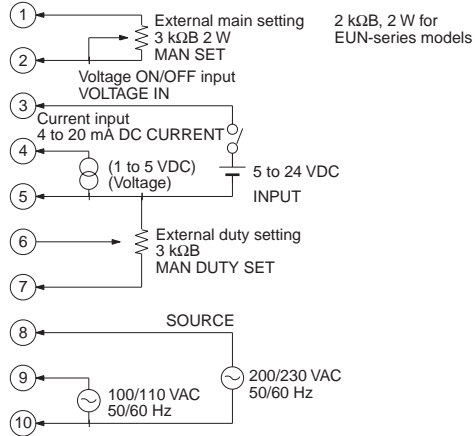 1
External main setting
3 kΩB 2 W
MAN SET
2 kΩB, 2 W for
EUN-series models
2
Voltage ON/OFF input
VOLTAGE IN
3
Current input
4 to 20 mA DC CURRENT
4
(1 to 5 VDC)
(Voltage)
5 to 24 VDC
5
INPUT
6
External duty setting
3 kΩB
MAN DUTY SET
7
SOURCE
8
9
100/110 VAC
50/60 Hz
200/230 VAC
50/60 Hz
10